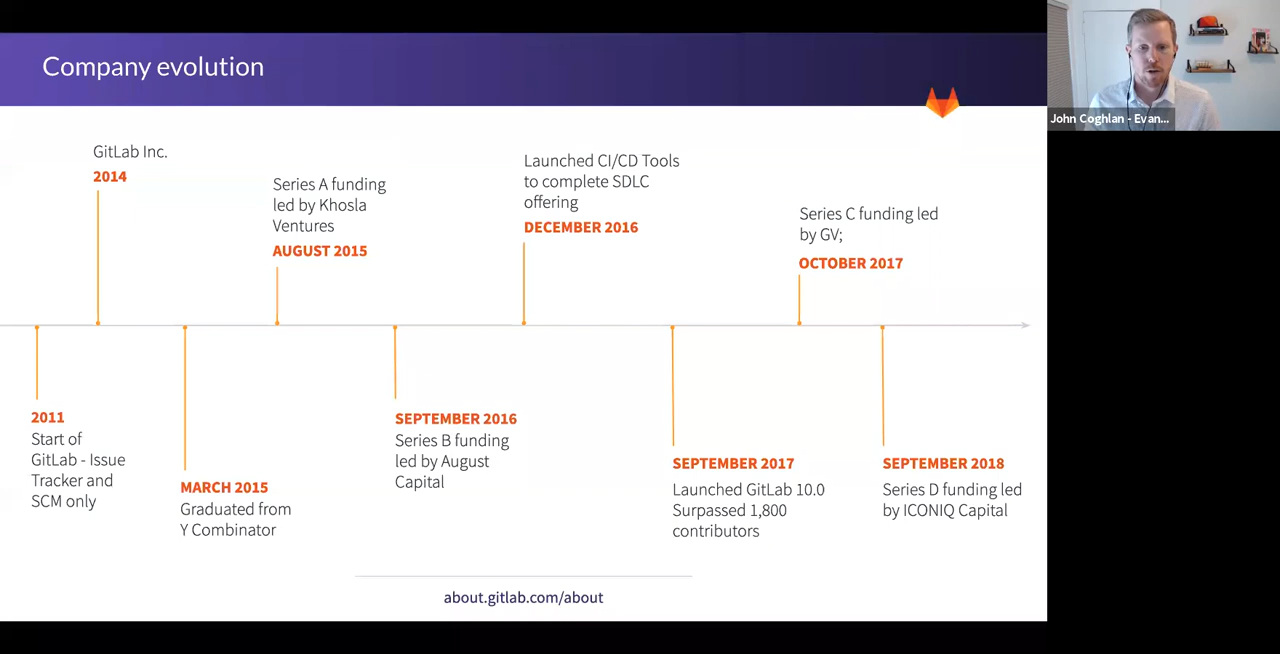 Company evolution
John Coghlan - Evan...
GitLab Inc.
2014
Series A funding
led by Khosla
Ventures
AUGUST 2015
Launched CI/CD Tools
to complete SDLC
offering
DECEMBER 2016
Series C funding led
by GV;
OCTOBER 2017
2011
Start of
GitLab - Issue
Tracker and
SCM only
MARCH 2015
Graduated from
Y Combinator
SEPTEMBER 2016
Series B funding
led by August
Capital
SEPTEMBER 2017
Launched GitLab 10.0
Surpassed 1,800
contributors
SEPTEMBER 2018
Series D funding led
by ICONIQ Capital
about.gitlab.com/about